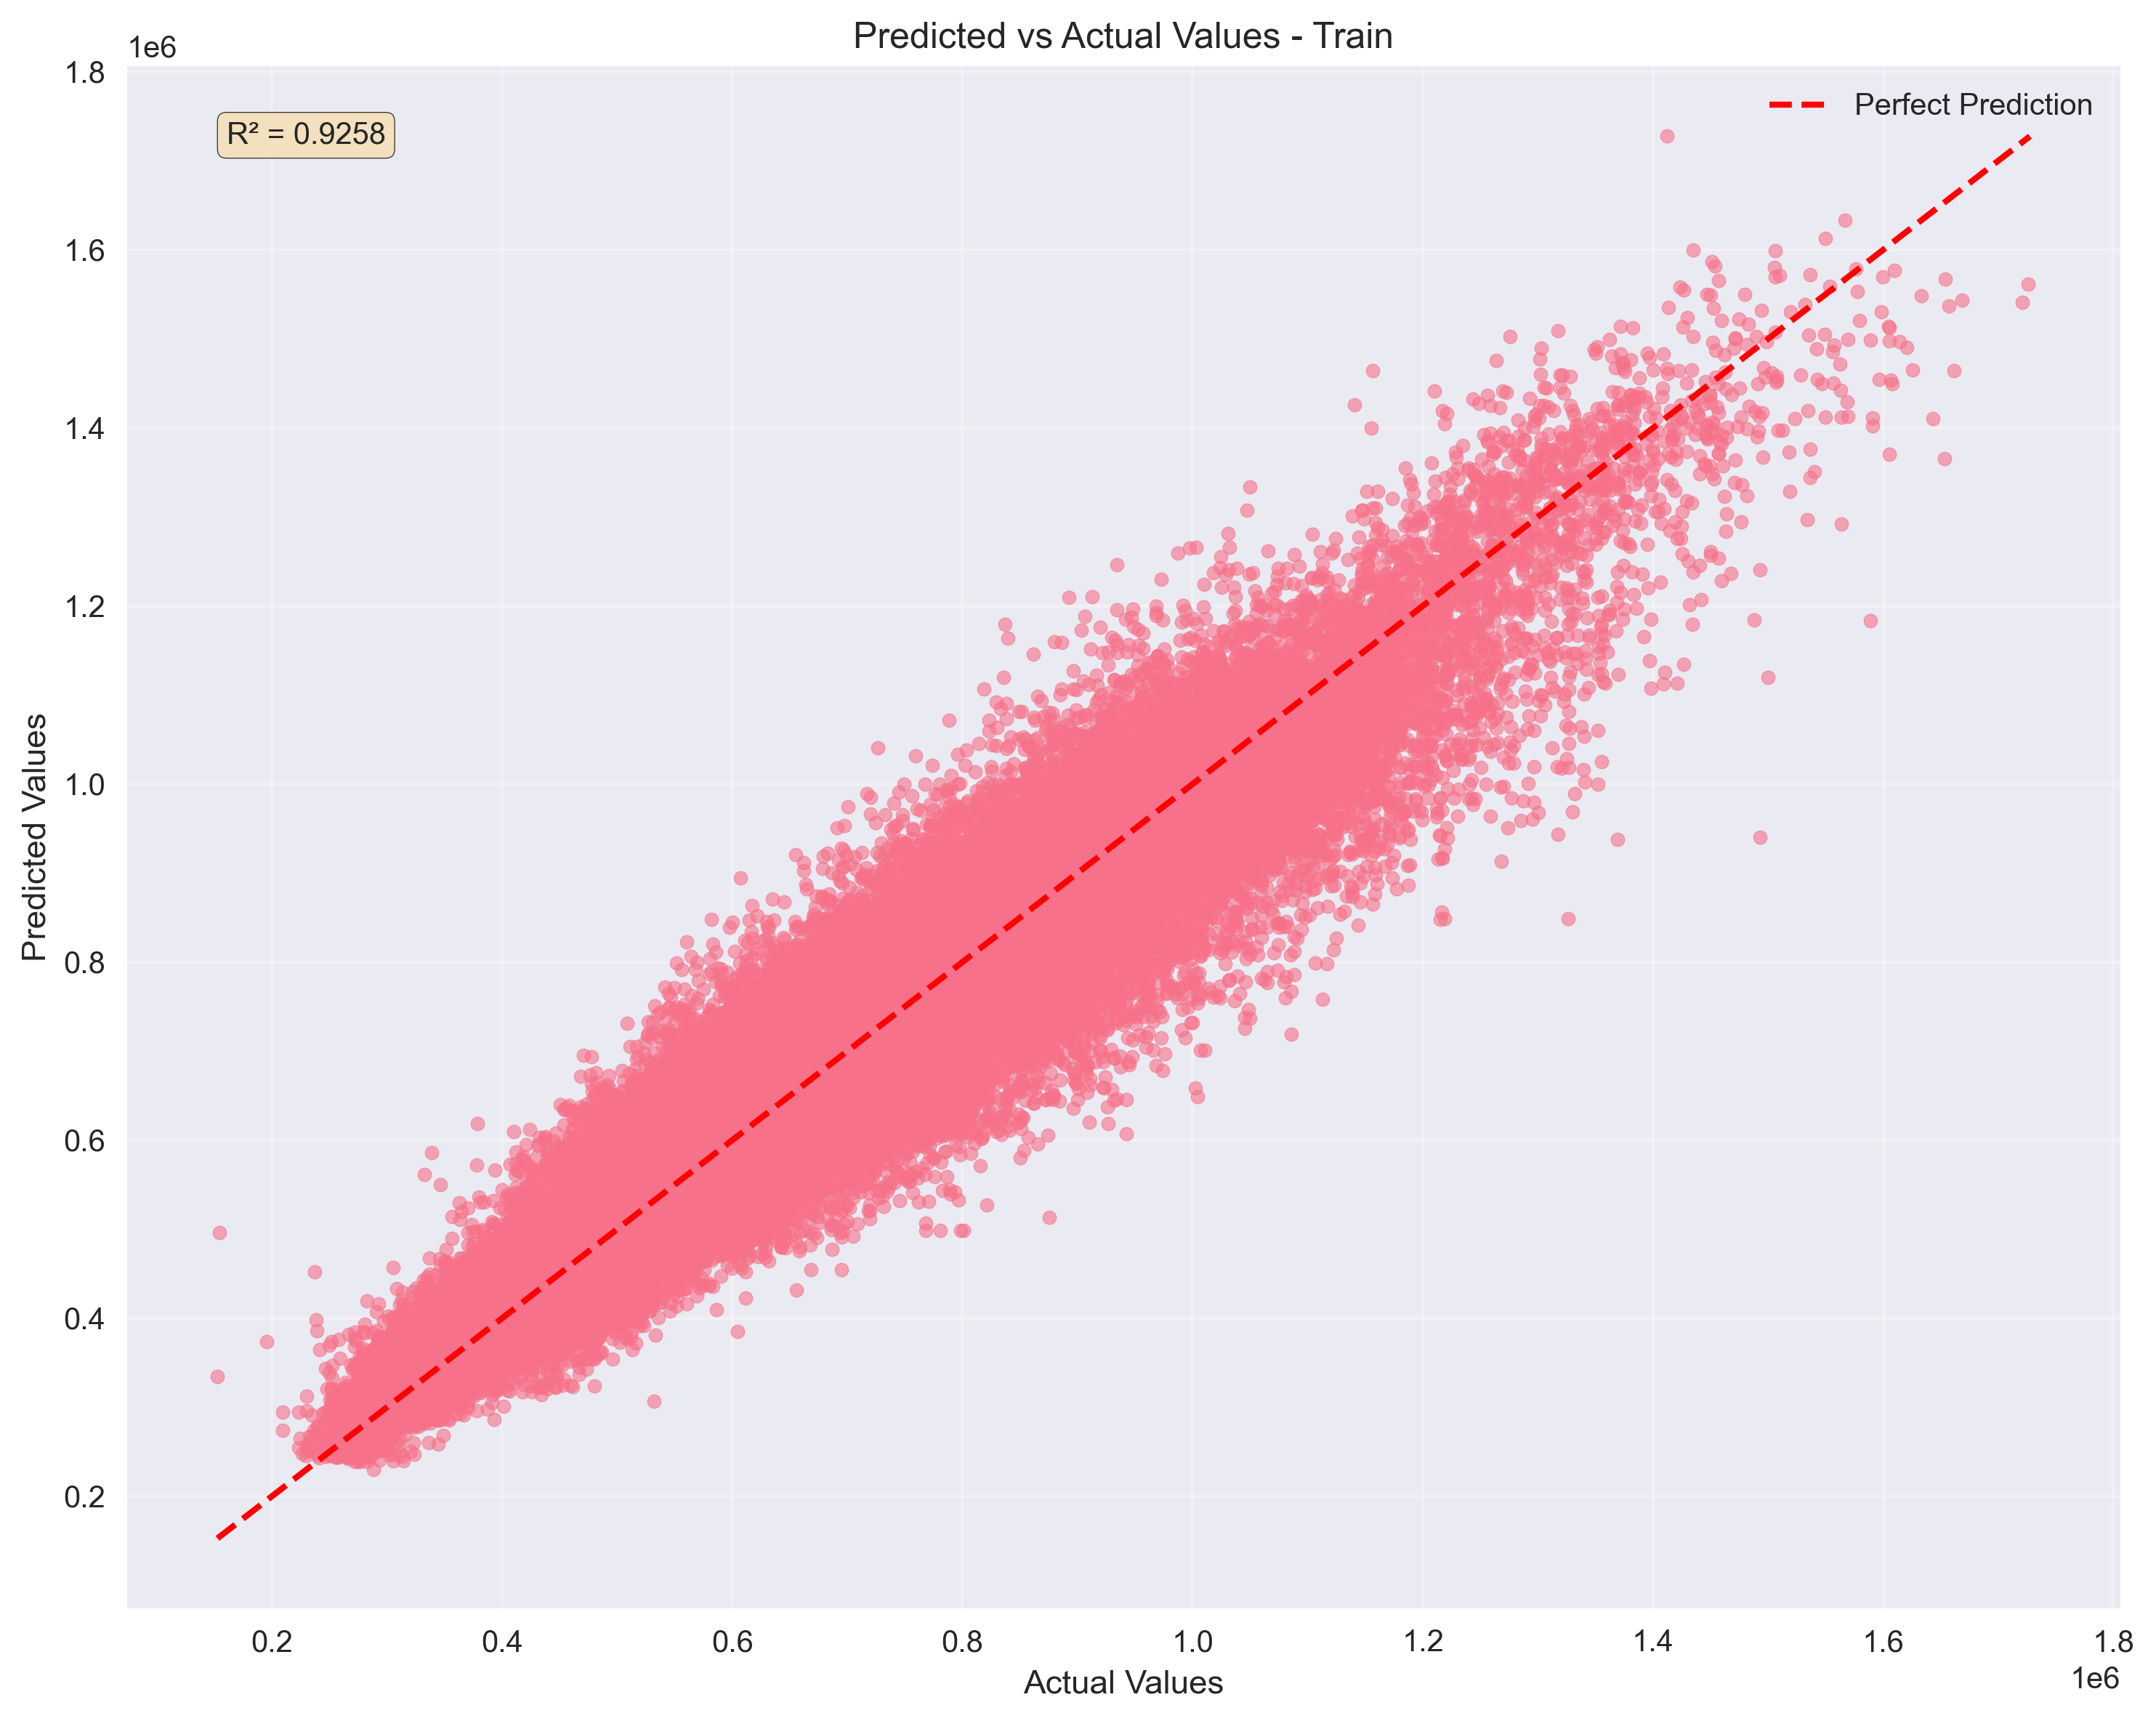 Predicted vs Actual Values - Train
1e6
1.8
1.6
1.4
1.2
1.0
0.8
0.6
0.4
0.2
Predicted Values
R² = 0.9258
Perfect Prediction
0.2 0.4 0.6 0.8 1.0 1.2 1.4 1.6 1.8
1e6
Actual Values